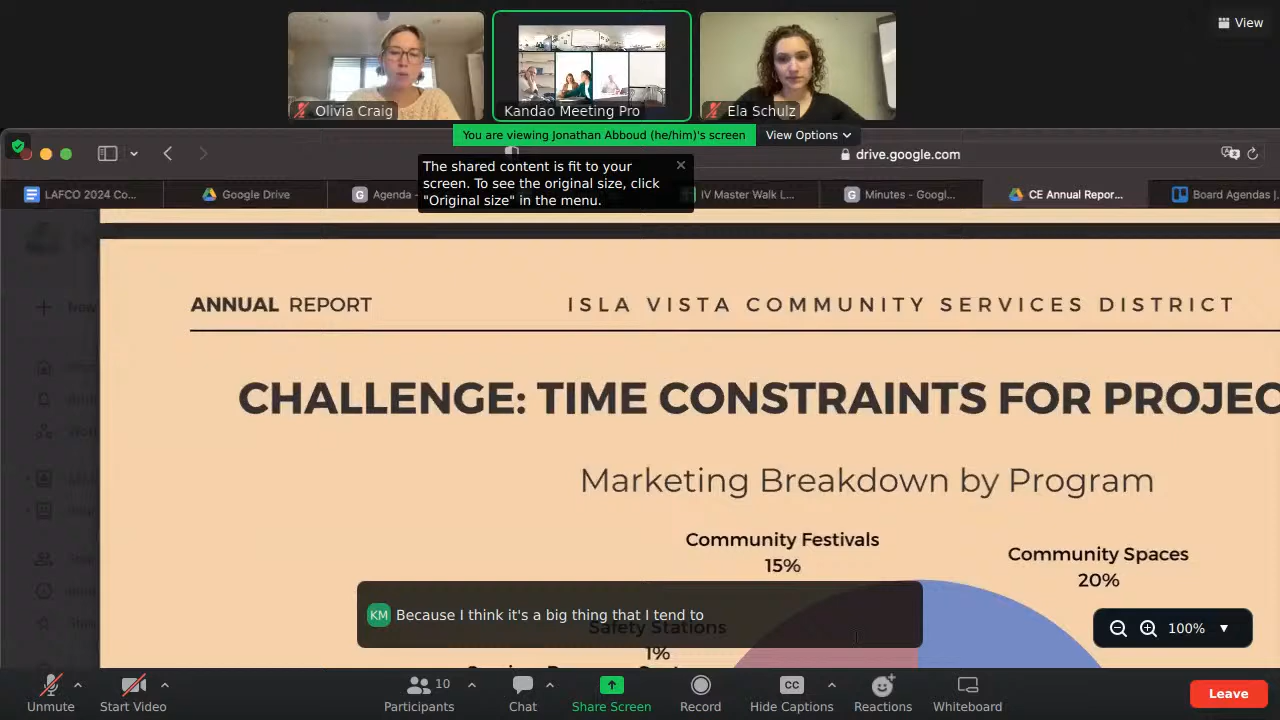 View
Olivia Craig
Kandao Meeting Pro
Ela Schulz
You are viewing Jonathan Abboud (he/him)'s screen
View Options
The shared content is fit to your
screen. To see the original size, click
"Original size" in the menu.
drive.google.com
LAFCO 2024 Co...
Google Drive
Agenda -
IV Master Walk L...
Minutes - Googl...
CE Annual Repor...
Board Agendas |.
New
ANNUAL REPORT
ISLA VISTA COMMUNITY SERVICES DISTRICT
CHALLENGE: TIME CONSTRAINTS FOR PROJEC
Marketing Breakdown by Program
Community Festivals
15%
Community Spaces
20%
KM Because I think it's a big thing that I tend to
Safety Stations
1%
100%
Unmute
Start Video
10
Participants
Chat
Share Screen
Record
CC
Hide Captions
Reactions
Whiteboard
Leave